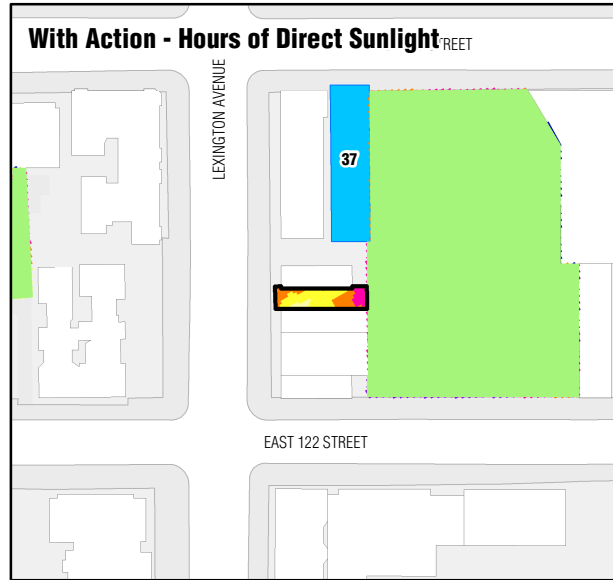 With Action - Hours of Direct Sunlight
REET
LEXINGTON AVENUE
37
EAST 122 STREET